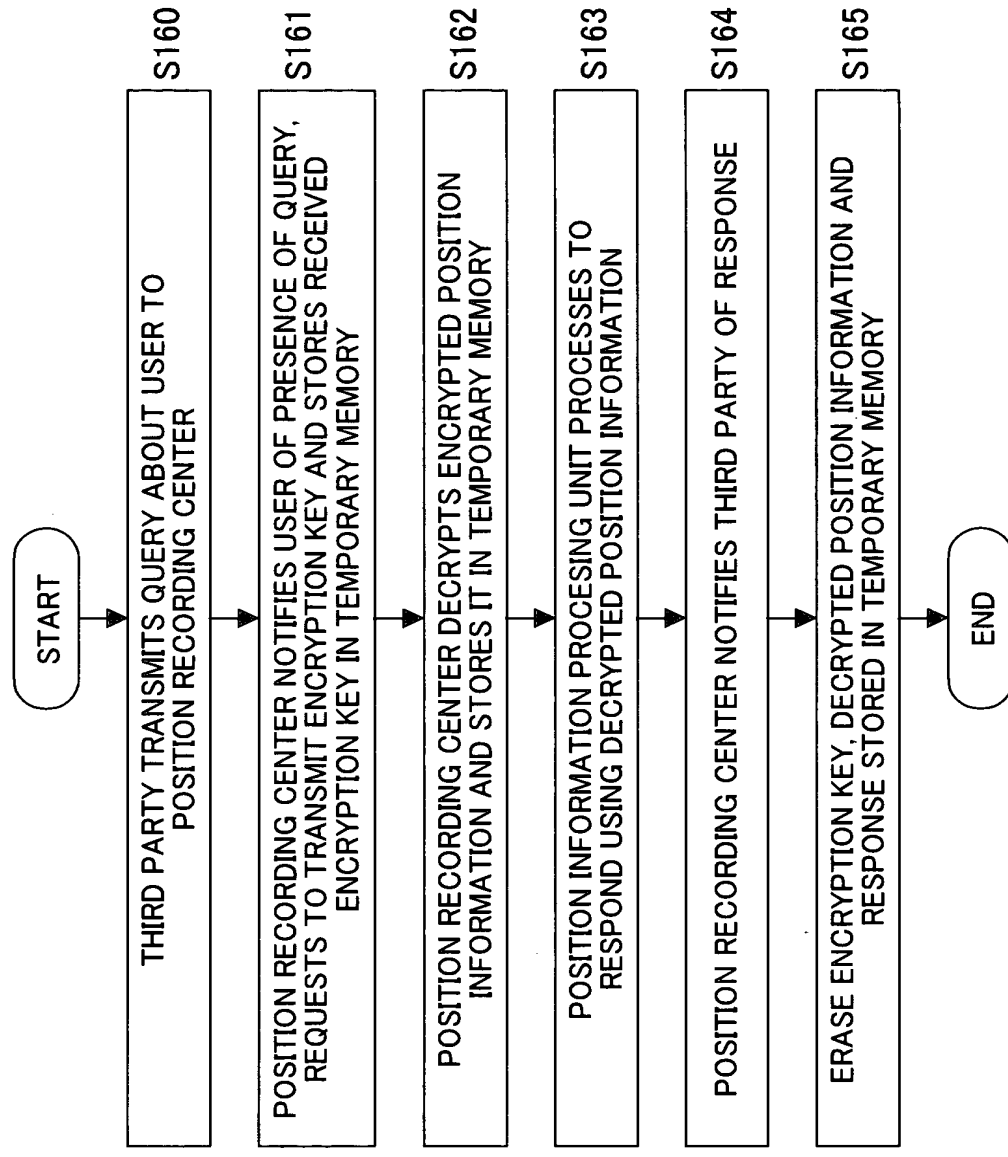 START
THIRD PARTY TRANSMITS QUERY ABOUT USER TO
POSITION RECORDING CENTER
S160
POSITION RECORDING CENTER NOTIFIES USER OF PRESENCE OF QUERY,
REQUESTS TO TRANSMIT ENCRYPTION KEY AND STORES RECEIVED
ENCRYPTION KEY IN TEMPORARY MEMORY
S161
POSITION RECORDING CENTER DECRYPTS ENCRYPTED POSITION
INFORMATION AND STORES IT IN TEMPORARY MEMORY
S162
POSITION INFORMATION PROCESING UNIT PROCESSES TO
RESPOND USING DECRYPTED POSITION INFORMATION
S163
POSITION RECORDING CENTER NOTIFIES THIRD PARTY OF RESPONSE
S164
ERASE ENCRYPTION KEY, DECRYPTED POSITION INFORMATION AND
RESPONSE STORED IN TEMPORARY MEMORY
S165
END